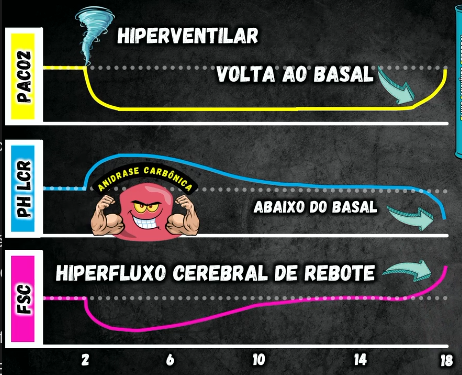 HIPERVENTILAR
PACO2
VOLTA AO BASAL
PH LCR
ANIDRASE CARBÔNICA
ABAIXO DO BASAL
FSC
HIPERFLUXO CEREBRAL DE REBOTE
2 6 10 14 18